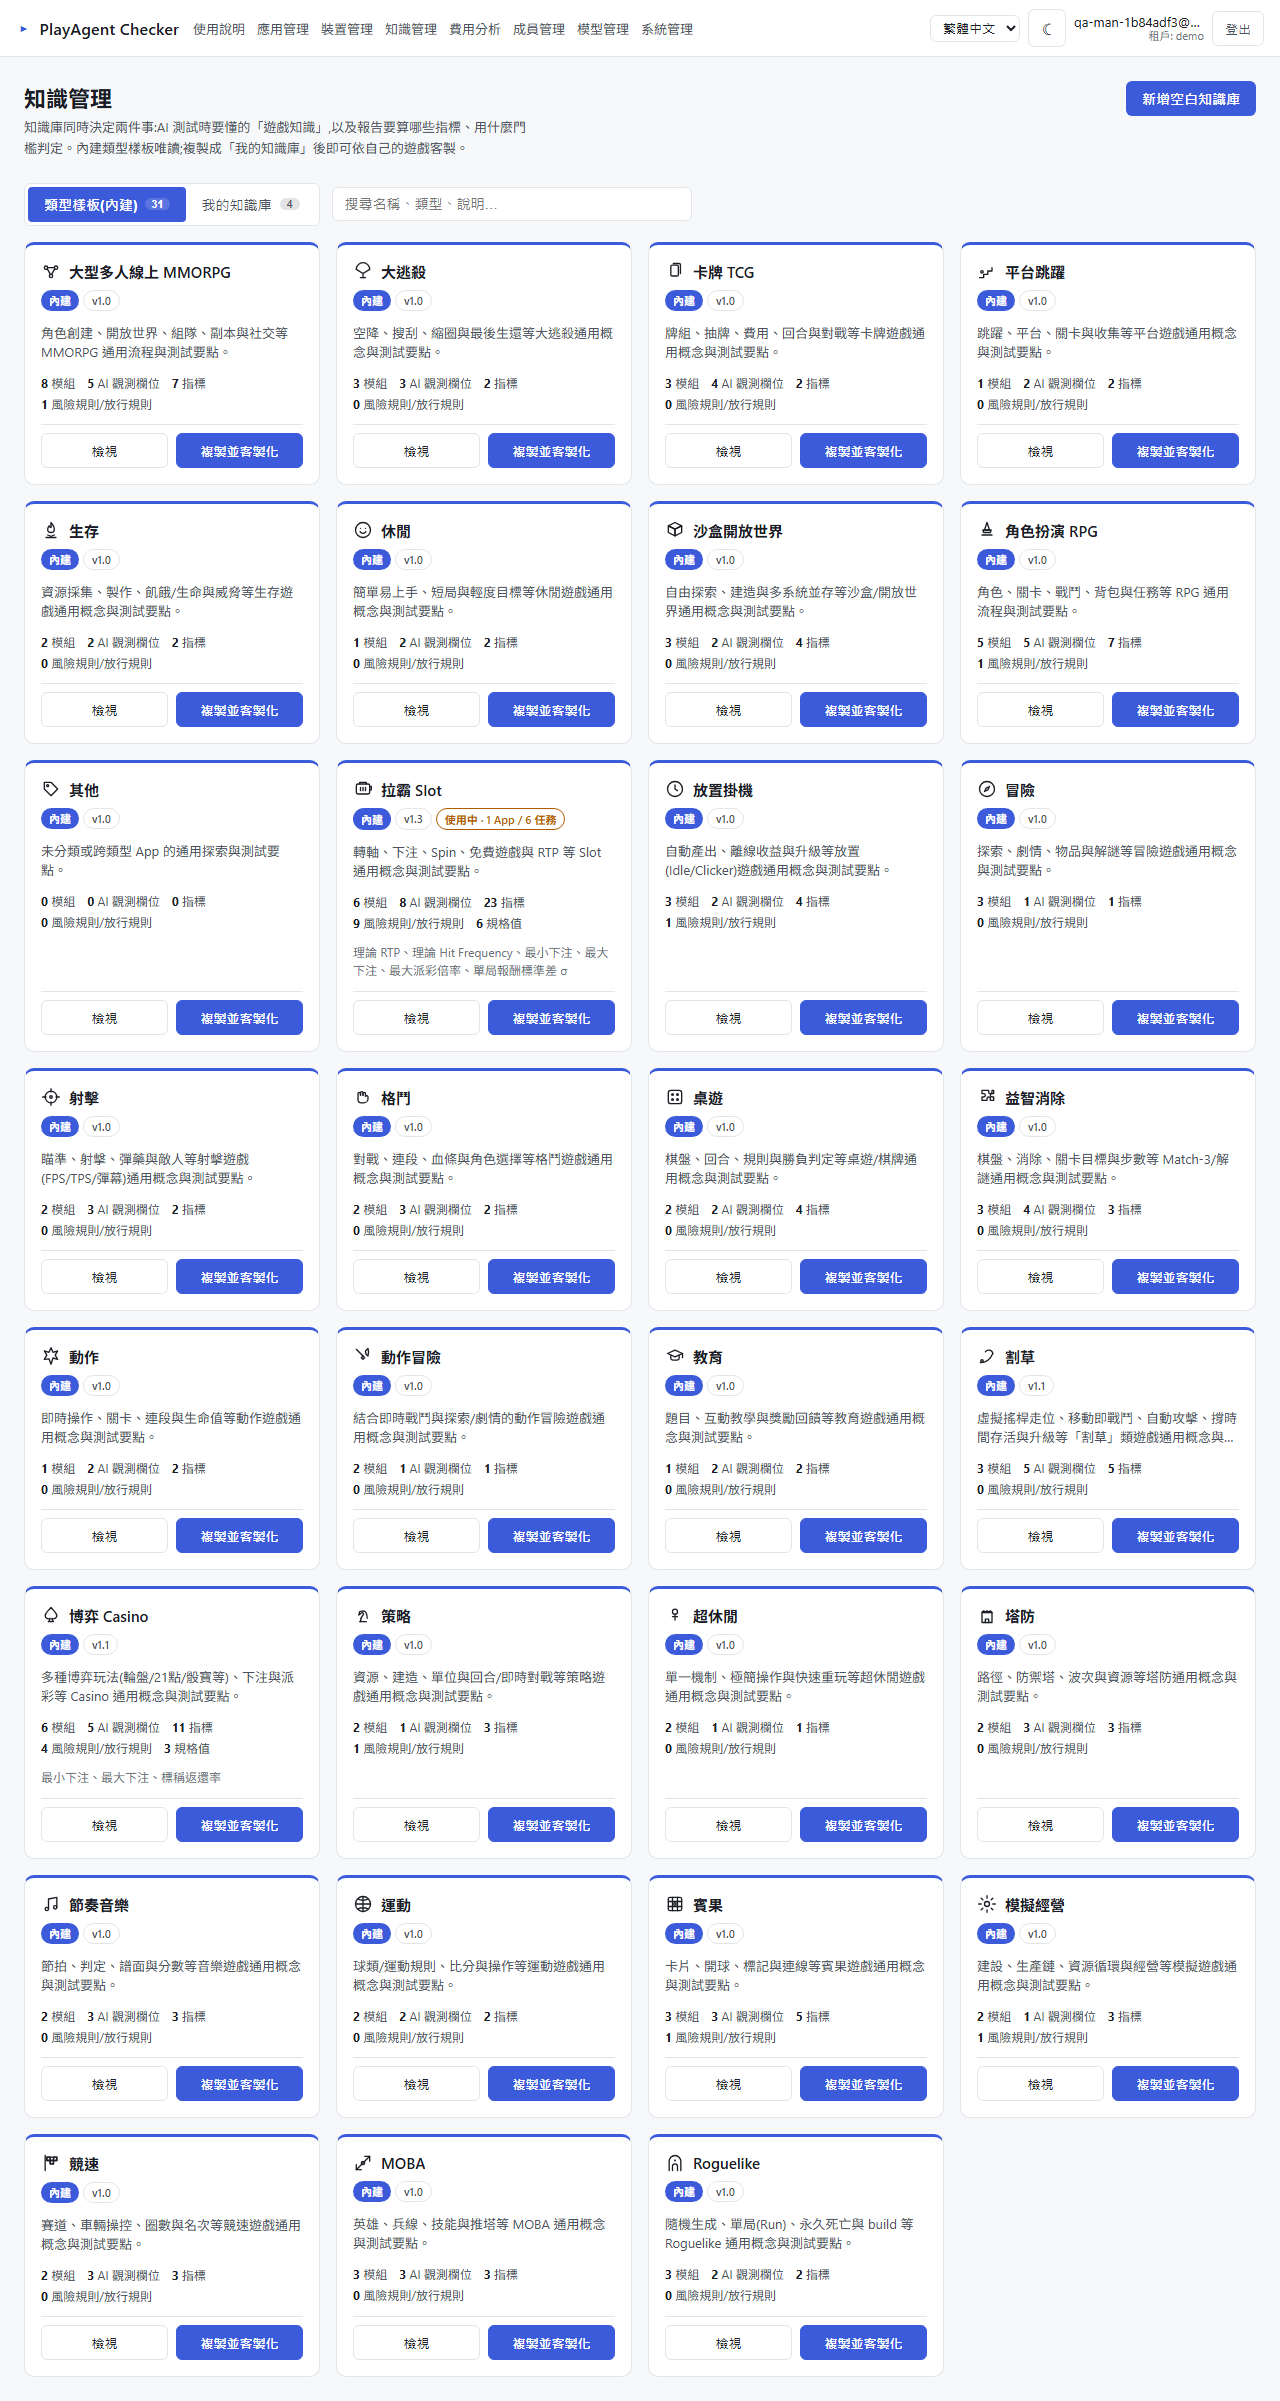 PlayAgent Checker 使用說明 應用管理 裝置管理 知識管理 費用分析 成員管理 模型管理 系統管理 繁體中文 qa-man-1b84adf3@... 登出
租戶: demo
知識管理
新增空白知識庫
知識庫同時決定兩件事:AI 測試時要懂的「遊戲知識」,以及報告要算哪些指標、用什麼門
檻判定。內建類型樣板唯讀;複製成「我的知識庫」後即可依自己的遊戲客製。
類型樣板(內建) 31 我的知識庫 4 搜尋名稱、類型、說明...
大型多人線上 MMORPG
內建 v1.0
角色創建、開放世界、組隊、副本與社交等
MMORPG 通用流程與測試要點。
8 模組 5 AI 觀測欄位 7 指標
1 風險規則/放行規則
檢視 複製並客製化
大逃殺
內建 v1.0
空降、搜刮、縮圈與最後生還等大逃殺通用概
念與測試要點。
3 模組 3 AI 觀測欄位 2 指標
0 風險規則/放行規則
檢視 複製並客製化
卡牌 TCG
內建 v1.0
牌組、抽牌、費用、回合與對戰等卡牌遊戲通
用概念與測試要點。
3 模組 4 AI 觀測欄位 2 指標
0 風險規則/放行規則
檢視 複製並客製化
平台跳躍
內建 v1.0
跳躍、平台、關卡與收集等平台遊戲通用概念
與測試要點。
1 模組 2 AI 觀測欄位 2 指標
0 風險規則/放行規則
檢視 複製並客製化
生存
內建 v1.0
資源採集、製作、飢餓/生命與威脅等生存遊
戲通用概念與測試要點。
2 模組 2 AI 觀測欄位 2 指標
0 風險規則/放行規則
檢視 複製並客製化
休閒
內建 v1.0
簡單易上手、短局與輕度目標等休閒遊戲通用
概念與測試要點。
1 模組 2 AI 觀測欄位 2 指標
0 風險規則/放行規則
檢視 複製並客製化
沙盒開放世界
內建 v1.0
自由探索、建造與多系統並存等沙盒/開放世
界通用概念與測試要點。
3 模組 2 AI 觀測欄位 4 指標
0 風險規則/放行規則
檢視 複製並客製化
角色扮演 RPG
內建 v1.0
角色、關卡、戰鬥、背包與任務等 RPG 通用
流程與測試要點。
5 模組 5 AI 觀測欄位 7 指標
1 風險規則/放行規則
檢視 複製並客製化
其他
內建 v1.0
未分類或跨類型 App 的通用探索與測試要
點。
0 模組 0 AI 觀測欄位 0 指標
0 風險規則/放行規則
檢視 複製並客製化
拉霸 Slot
內建 v1.3 使用中 · 1 App / 6 任務
轉軸、下注、Spin、免費遊戲與 RTP 等 Slot
通用概念與測試要點。
6 模組 8 AI 觀測欄位 23 指標
9 風險規則/放行規則 6 規格值
理論 RTP、理論 Hit Frequency、最小下注、最大
下注、最大派彩倍率、單局報酬標準差 σ
檢視 複製並客製化
放置掛機
內建 v1.0
自動產出、離線收益與升級等放置
(Idle/Clicker)遊戲通用概念與測試要點。
3 模組 2 AI 觀測欄位 4 指標
1 風險規則/放行規則
檢視 複製並客製化
冒險
內建 v1.0
探索、劇情、物品與解謎等冒險遊戲通用概念
與測試要點。
3 模組 1 AI 觀測欄位 1 指標
0 風險規則/放行規則
檢視 複製並客製化
射擊
內建 v1.0
瞄準、射擊、彈藥與敵人等射擊遊戲
(FPS/TPS/彈幕)通用概念與測試要點。
2 模組 3 AI 觀測欄位 2 指標
0 風險規則/放行規則
檢視 複製並客製化
格鬥
內建 v1.0
對戰、連段、血條與角色選擇等格鬥遊戲通用
概念與測試要點。
2 模組 3 AI 觀測欄位 2 指標
0 風險規則/放行規則
檢視 複製並客製化
桌遊
內建 v1.0
棋盤、回合、規則與勝負判定等桌遊/棋牌通
用概念與測試要點。
2 模組 2 AI 觀測欄位 4 指標
0 風險規則/放行規則
檢視 複製並客製化
益智消除
內建 v1.0
棋盤、消除、關卡目標與步數等 Match-3/解
謎通用概念與測試要點。
3 模組 4 AI 觀測欄位 3 指標
0 風險規則/放行規則
檢視 複製並客製化
動作
內建 v1.0
即時操作、關卡、連段與生命值等動作遊戲通
用概念與測試要點。
1 模組 2 AI 觀測欄位 2 指標
0 風險規則/放行規則
檢視 複製並客製化
動作冒險
內建 v1.0
結合即時戰鬥與探索/劇情的動作冒險遊戲通
用概念與測試要點。
2 模組 1 AI 觀測欄位 1 指標
0 風險規則/放行規則
檢視 複製並客製化
教育
內建 v1.0
題目、互動教學與獎勵回饋等教育遊戲通用概
念與測試要點。
1 模組 2 AI 觀測欄位 2 指標
0 風險規則/放行規則
檢視 複製並客製化
割草
內建 v1.1
虛擬搖桿走位、移動即戰鬥、自動攻擊、撐時
間存活與升級等「割草」類遊戲通用概念與...
3 模組 5 AI 觀測欄位 5 指標
0 風險規則/放行規則
檢視 複製並客製化
博弈 Casino
內建 v1.1
多種博弈玩法(輪盤/21點/骰寶等)、下注與派
彩等 Casino 通用概念與測試要點。
6 模組 5 AI 觀測欄位 11 指標
4 風險規則/放行規則 3 規格值
最小下注、最大下注、標稱返還率
檢視 複製並客製化
策略
內建 v1.0
資源、建造、單位與回合/即時對戰等策略遊
戲通用概念與測試要點。
2 模組 1 AI 觀測欄位 3 指標
1 風險規則/放行規則
檢視 複製並客製化
超休閒
內建 v1.0
單一機制、極簡操作與快速重玩等超休閒遊戲
通用概念與測試要點。
2 模組 1 AI 觀測欄位 1 指標
0 風險規則/放行規則
檢視 複製並客製化
塔防
內建 v1.0
路徑、防禦塔、波次與資源等塔防通用概念與
測試要點。
2 模組 3 AI 觀測欄位 3 指標
0 風險規則/放行規則
檢視 複製並客製化
節奏音樂
內建 v1.0
節拍、判定、譜面與分數等音樂遊戲通用概念
與測試要點。
2 模組 3 AI 觀測欄位 3 指標
0 風險規則/放行規則
檢視 複製並客製化
運動
內建 v1.0
球類/運動規則、比分與操作等運動遊戲通用
概念與測試要點。
2 模組 2 AI 觀測欄位 2 指標
0 風險規則/放行規則
檢視 複製並客製化
賓果
內建 v1.0
卡片、開球、標記與連線等賓果遊戲通用概念
與測試要點。
3 模組 3 AI 觀測欄位 5 指標
1 風險規則/放行規則
檢視 複製並客製化
模擬經營
內建 v1.0
建設、生產鏈、資源循環與經營等模擬遊戲通
用概念與測試要點。
2 模組 1 AI 觀測欄位 3 指標
1 風險規則/放行規則
檢視 複製並客製化
競速
內建 v1.0
賽道、車輛操控、圈數與名次等競速遊戲通用
概念與測試要點。
2 模組 3 AI 觀測欄位 3 指標
0 風險規則/放行規則
檢視 複製並客製化
MOBA
內建 v1.0
英雄、兵線、技能與推塔等 MOBA 通用概念
與測試要點。
3 模組 3 AI 觀測欄位 3 指標
0 風險規則/放行規則
檢視 複製並客製化
Roguelike
內建 v1.0
隨機生成、單局(Run)、永久死亡與 build 等
Roguelike 通用概念與測試要點。
3 模組 2 AI 觀測欄位 2 指標
0 風險規則/放行規則
檢視 複製並客製化